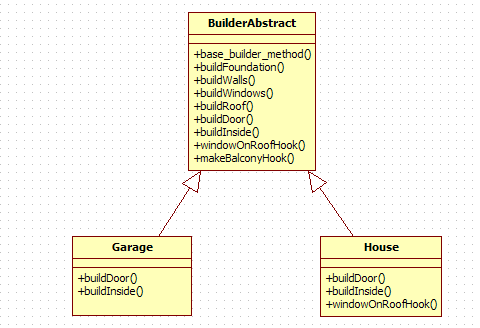 BuilderAbstract
+base_builder_method()
+buildFoundation()
+buildWalls()
+buildWindows()
+buildRoof()
+buildDoor()
+buildInside()
+windowOnRoofHook()
+makeBalconyHook()
Garage
+buildDoor()
+buildInside()
House
+buildDoor()
+buildInside()
+windowOnRoofHook()